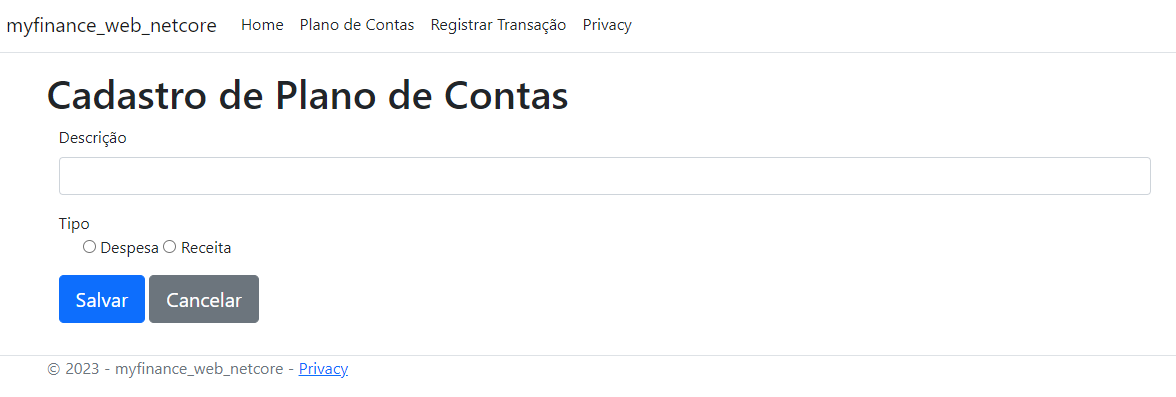 myfinance_web_netcore Home Plano de Contas Registrar Transação Privacy
Cadastro de Plano de Contas
Descrição
Tipo
Despesa Receita
Salvar Cancelar
© 2023 - myfinance_web_netcore - Privacy